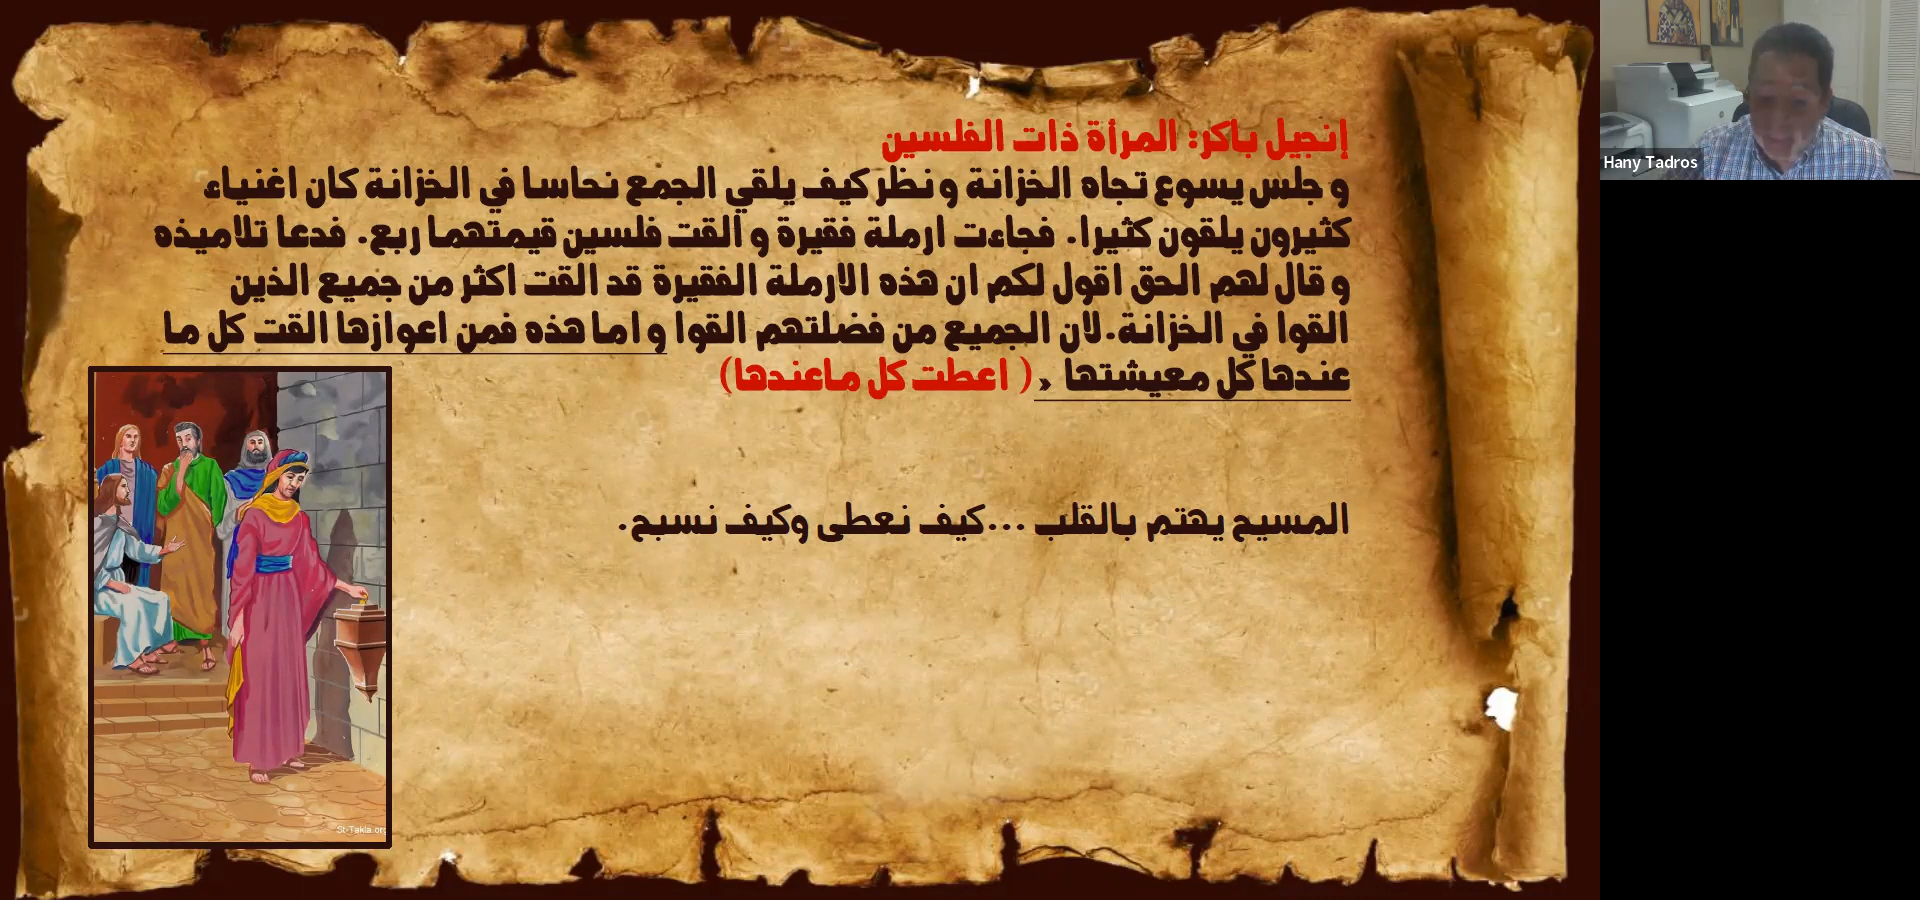 إنجيل باكر: المرأة ذات الفلسين
و جلس يسوع تجاه الخزانة و نظر كيف يلقي الجمع نحاسا في الخزانة كان اغنياء
كثيرون يلقون كثيرا. فجاءت ارملة فقيرة و القت فلسين قيمتهما ربع. فدعا تلاميذه
و قال لهم الحق اقول لكم ان هذه الارملة الفقيرة قد القت اكثر من جميع الذين
القوا في الخزانة.لان الجميع من فضلتهم القوا و اما هذه فمن اعوازها القت كل ما
عندها كل معيشتها « ( اعطت كل ماعندها)
المسيح يهتم بالقلب ...كيف نعطى وكيف نسبح.
St-Takla.org
Hany Tadros